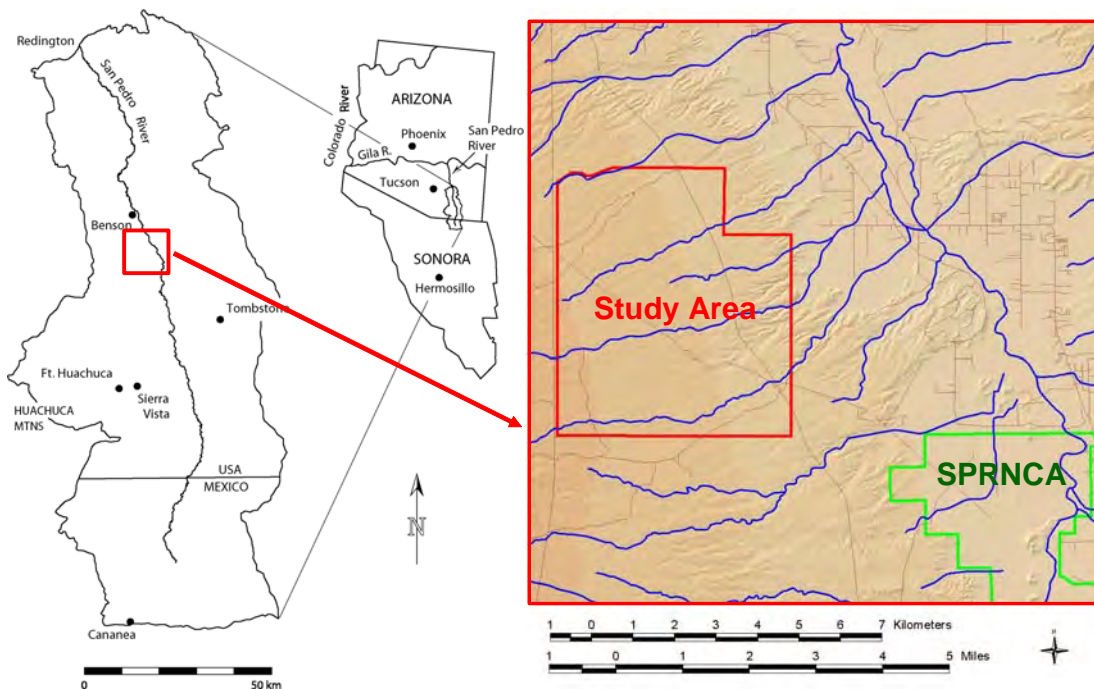 Redington
San Pedro
River
Benson
Tombstone
Ft. Huachuca
Sierra
Vista
HUACHUCA
MTNS
USA
MEXICO
Cananea
0 50 km
N
ARIZONA
Colorado River
Phoenix
San Pedro
River
Gila R.
Tucson
SONORA
Hermosillo
Study Area
SPRNCA
1 0 1 2 3 4 5 6 7 Kilometers
1 0 1 2 3 4 5 Miles